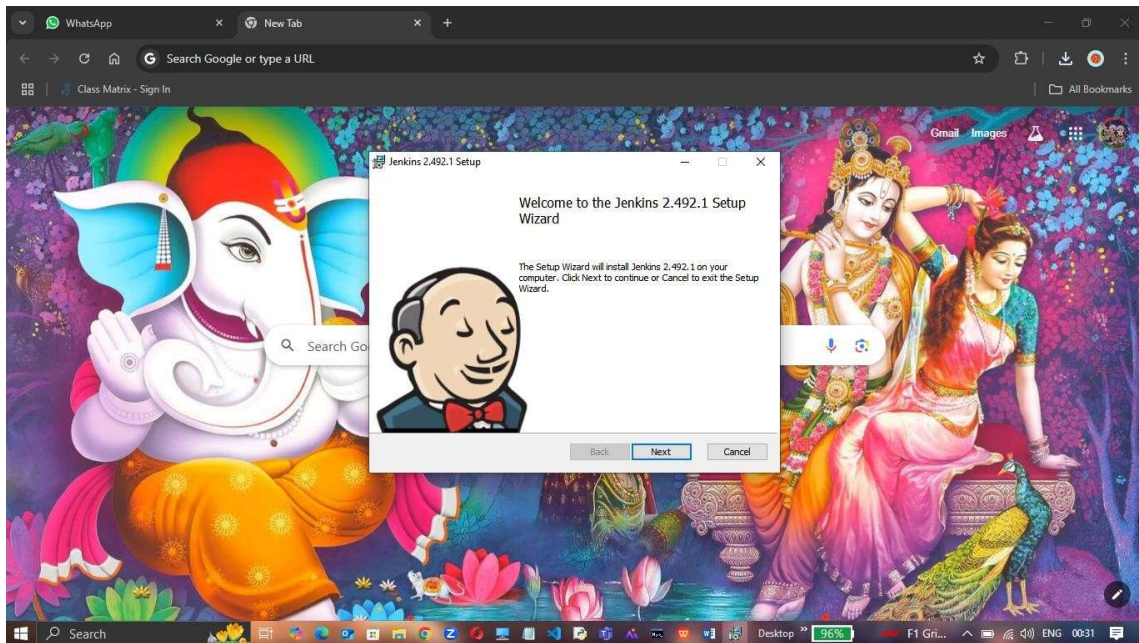 WhatsApp
New Tab
Search Google or type a URL
Class Matrix - Sign In
All Bookmarks
Gmail Images
Jenkins 2.492.1 Setup
Welcome to the Jenkins 2.492.1 Setup
Wizard
The Setup Wizard will install Jenkins 2.492.1 on your
computer. Click Next to continue or Cancel to exit the Setup
Wizard.
Search Go
Back Next Cancel
Search
Desktop
96%
F1 Gri...
ENG 00:31